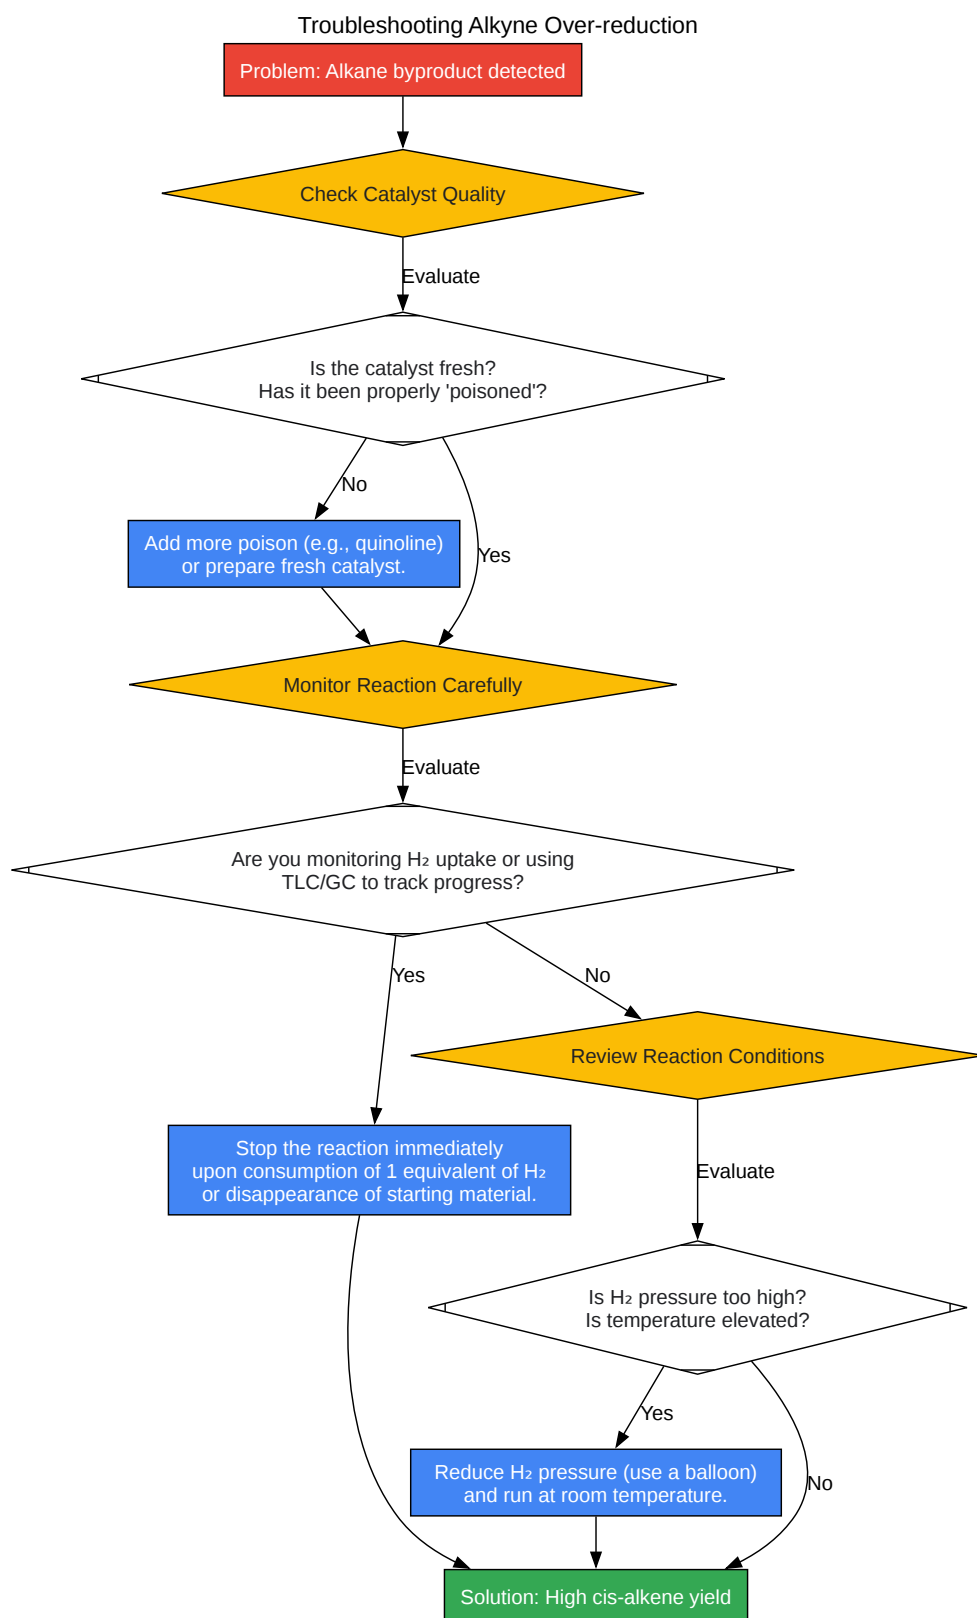 Troubleshooting Alkyne Over-reduction
Problem: Alkane byproduct detected
Check Catalyst Quality
Evaluate
Is the catalyst fresh?
Has it been properly 'poisoned'?
No
Add more poison (e.g., quinoline)
or prepare fresh catalyst.
Yes
Monitor Reaction Carefully
Evaluate
Are you monitoring H₂ uptake or using
TLC/GC to track progress?
Yes
No
Review Reaction Conditions
Stop the reaction immediately
upon consumption of 1 equivalent of H₂
or disappearance of starting material.
Evaluate
Is H₂ pressure too high?
Is temperature elevated?
Yes
Reduce H₂ pressure (use a balloon)
and run at room temperature.
No
Solution: High cis-alkene yield